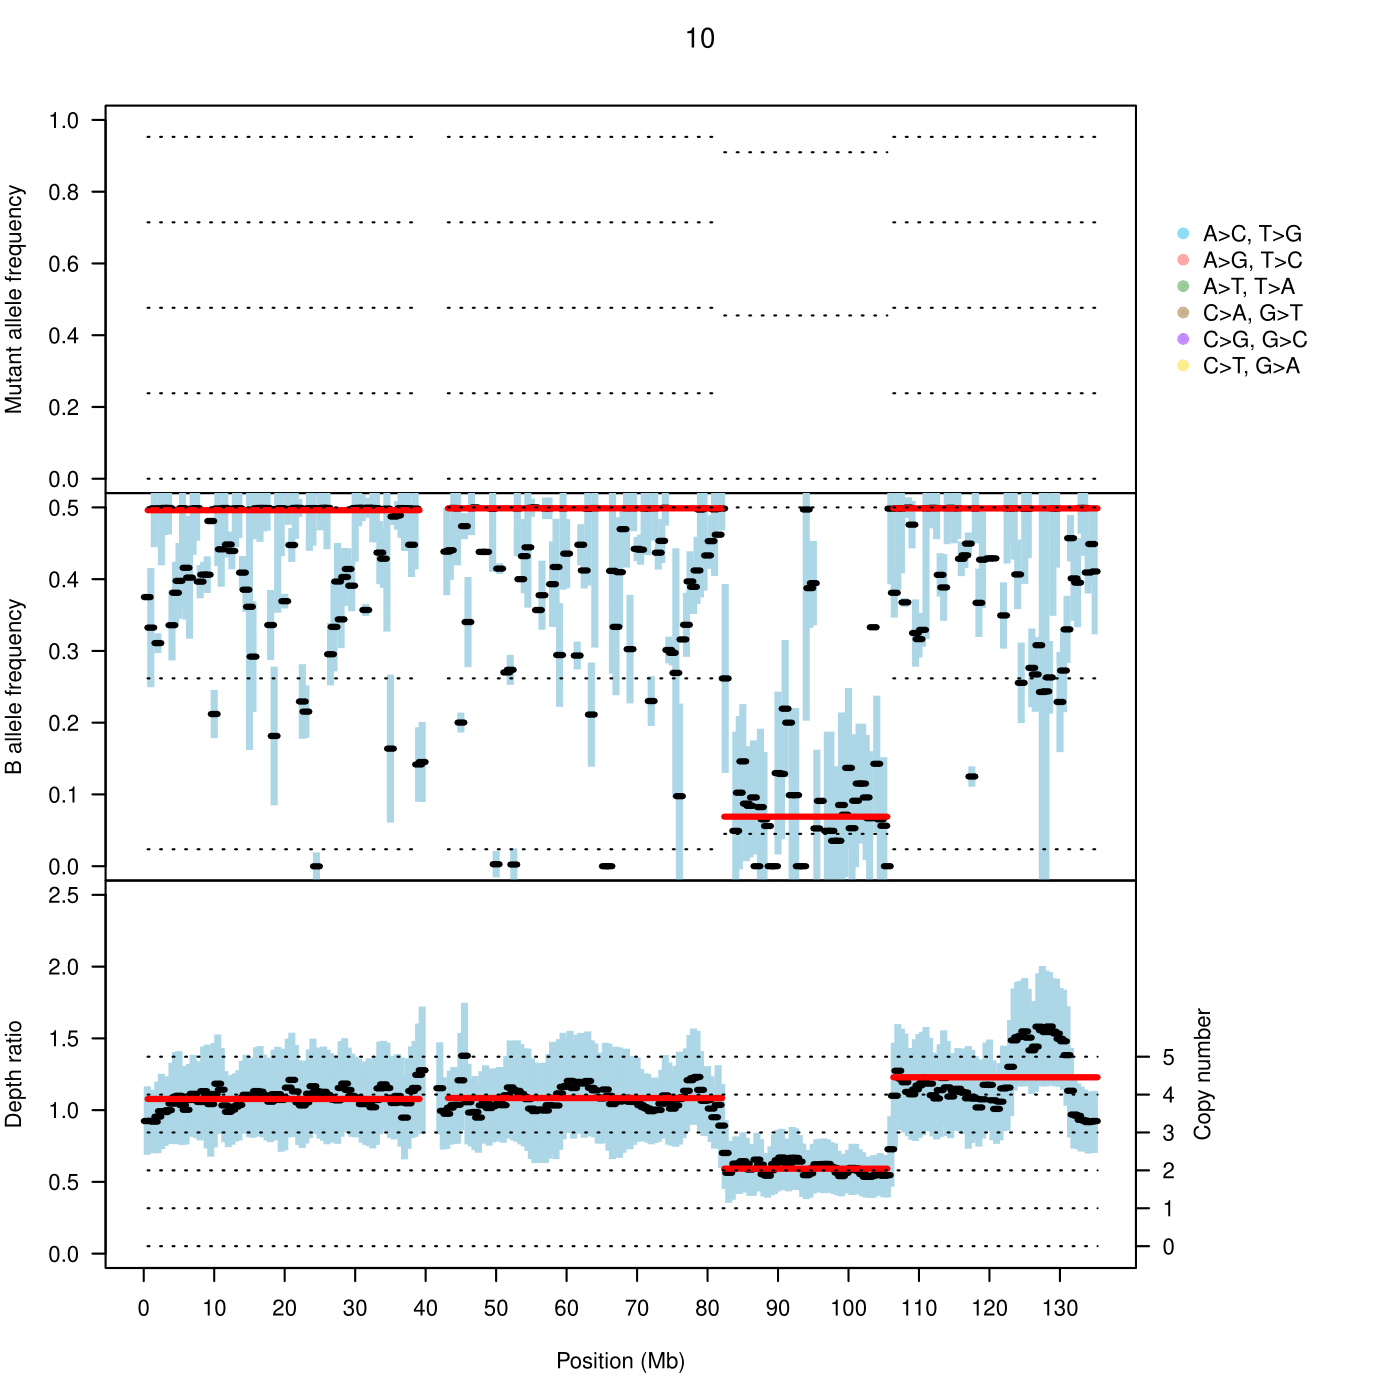 10
Mutant allele frequency
1.0
0.8
0.6
0.4
0.2
0.0
A>C, T>G
A>G, T>C
A>T, T>A
C>A, G>T
C>G, G>C
C>T, G>A
B allele frequency
0.5
0.4
0.3
0.2
0.1
0.0
Depth ratio
2.5
2.0
1.5
1.0
0.5
0.0
5
4
3
2
1
0
Copy number
0 10 20 30 40 50 60 70 80 90 100 110 120 130
Position (Mb)